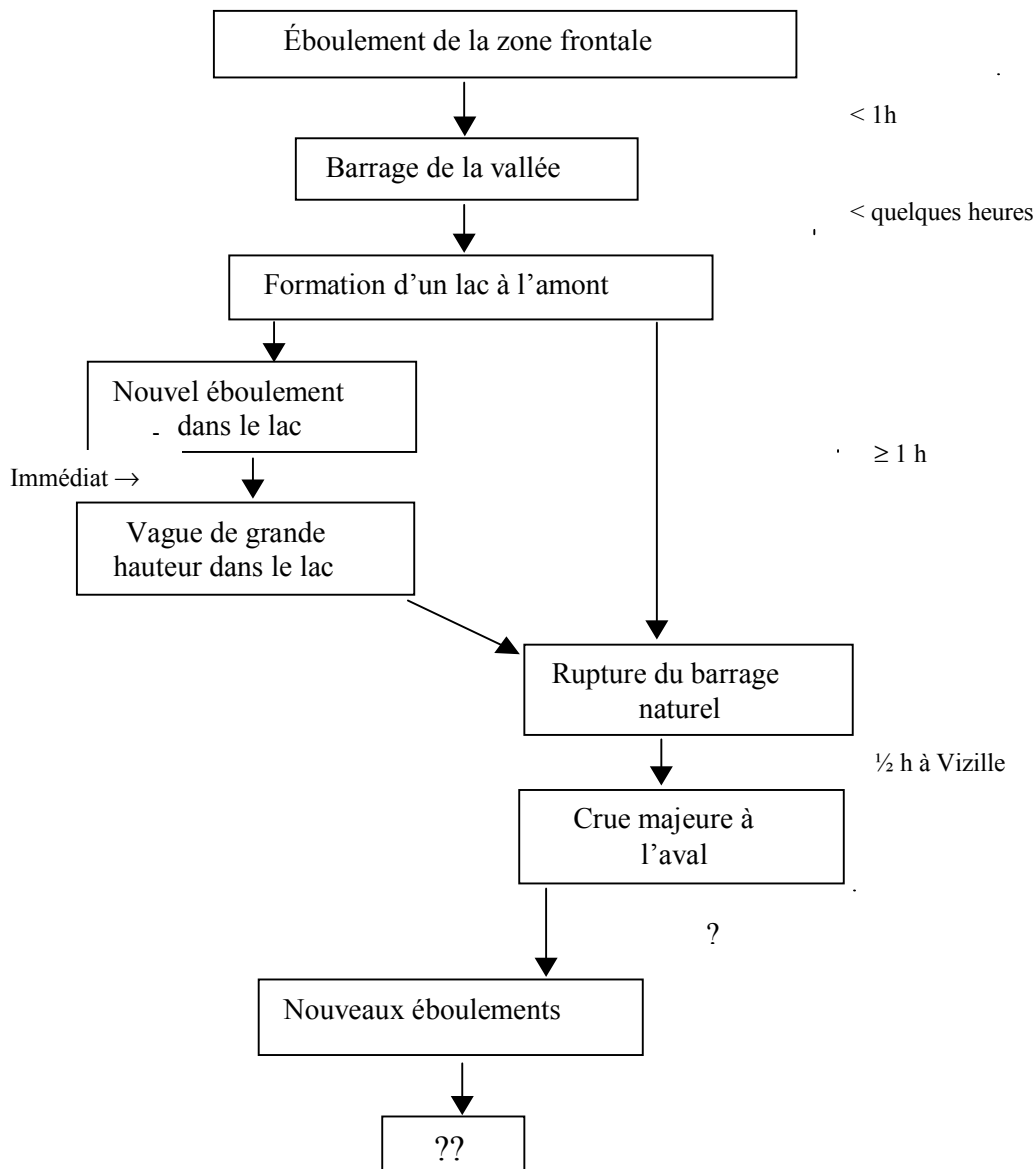 Éboulement de la zone frontale
< 1h
Barrage de la vallée
< quelques heures
Formation d’un lac à l’amont
Nouvel éboulement
dans le lac
≥ 1 h
Immédiat →
Vague de grande
hauteur dans le lac
Rupture du barrage
naturel
½ h à Vizille
Crue majeure à
l’aval
?
Nouveaux éboulements
??